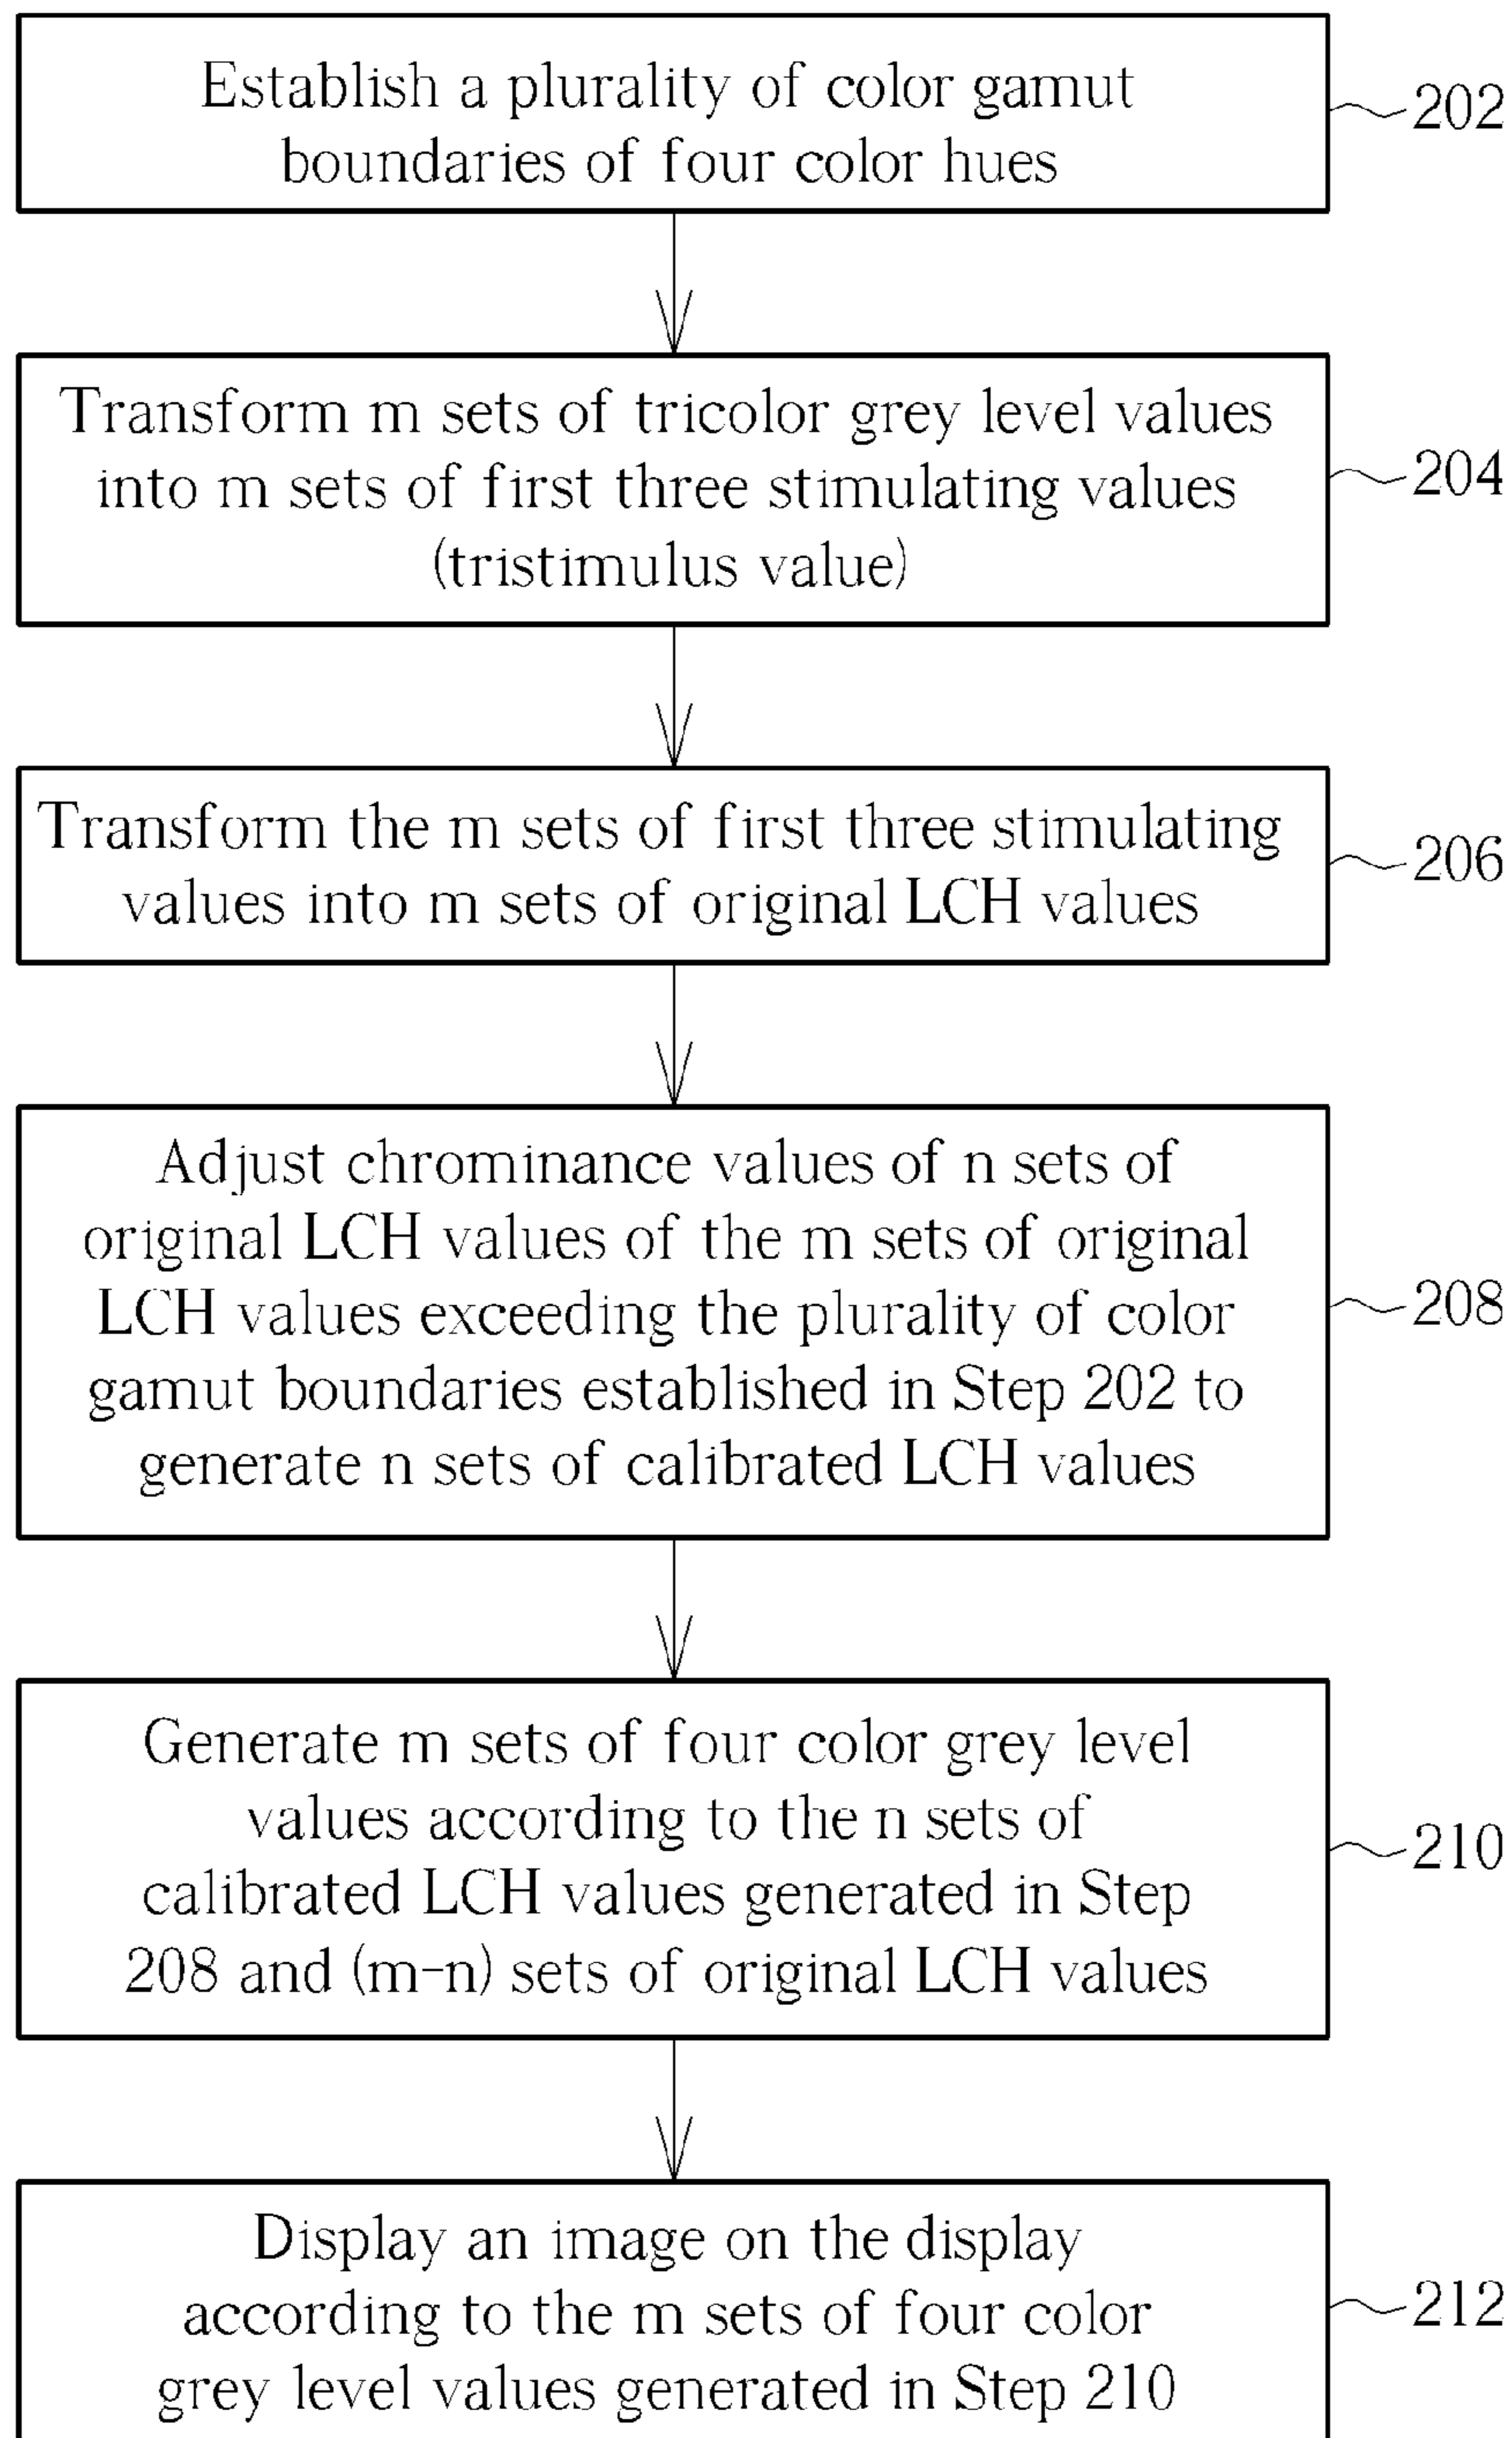 Establish a plurality of color gamut
boundaries of four color hues
202
Transform m sets of tricolor grey level values
into m sets of first three stimulating values
(tristimulus value)
204
Transform the m sets of first three stimulating
values into m sets of original LCH values
206
Adjust chrominance values of n sets of
original LCH values of the m sets of original
LCH values exceeding the plurality of color
gamut boundaries established in Step 202 to
generate n sets of calibrated LCH values
208
Generate m sets of four color grey level
values according to the n sets of
calibrated LCH values generated in Step
208 and (m-n) sets of original LCH values
210
Display an image on the display
according to the m sets of four color
grey level values generated in Step 210
212